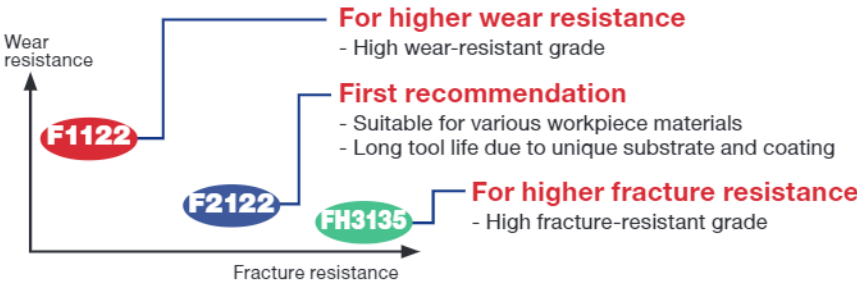 For higher wear resistance
- High wear-resistant grade
Wear
resistance
First recommendation
- Suitable for various workpiece materials
- Long tool life due to unique substrate and coating
F1122
F2122
FH3135
For higher fracture resistance
- High fracture-resistant grade
Fracture resistance